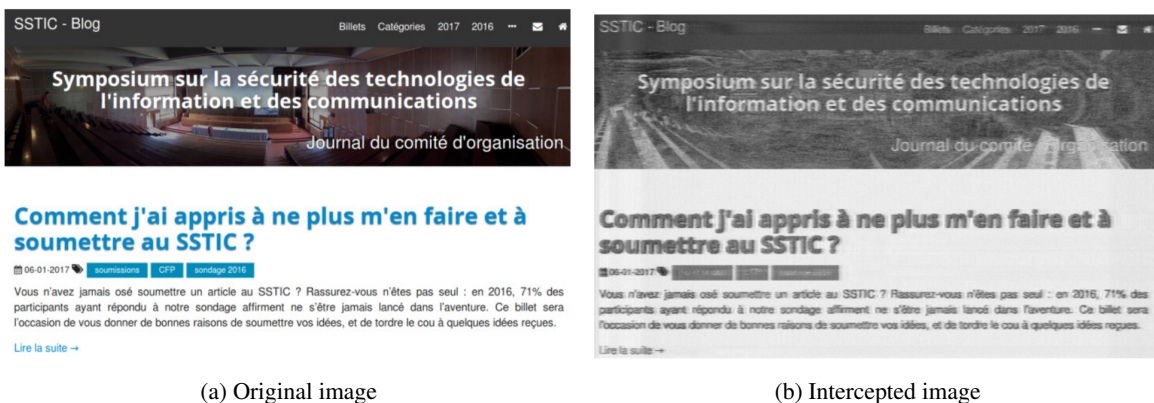 SSTIC - Blog
Billets Catégories 2017 2016 ···
Symposium sur la sécurité des technologies de
l'information et des communications
Journal du comité d'organisation
Comment j'ai appris à ne plus m'en faire et à
soumettre au SSTIC ?
06-01-2017 soumissions CFP sondage 2016
Vous n'avez jamais osé soumettre un article au SSTIC ? Rassurez-vous n'êtes pas seul : en 2016, 71% des
participants ayant répondu à notre sondage affirment ne s'être jamais lancé dans l'aventure. Ce billet sera
l'occasion de vous donner de bonnes raisons de soumettre vos idées, et de tordre le cou à quelques idées reçues.
Lire la suite →
(a) Original image
SSTIC - Blog
Billets Catégories 2017 2016
Symposium sur la sécurité des technologies de
l'information et des communications
Journal du comité d'organisation
Comment j'ai appris à ne plus m'en faire et à
soumettre au SSTIC ?
06-01-2017
Vous n'avez jamais osé soumettre un article au SSTIC ? Rassurez-vous n'êtes pas seul : en 2016, 71% des
participants ayant répondu à notre sondage affirment ne s'être jamais lancé dans l'aventure. Ce billet sera
l'occasion de vous donner de bonnes raisons de soumettre vos idées, et de tordre le cou à quelques idées reçues.
Lire la suite →
(b) Intercepted image